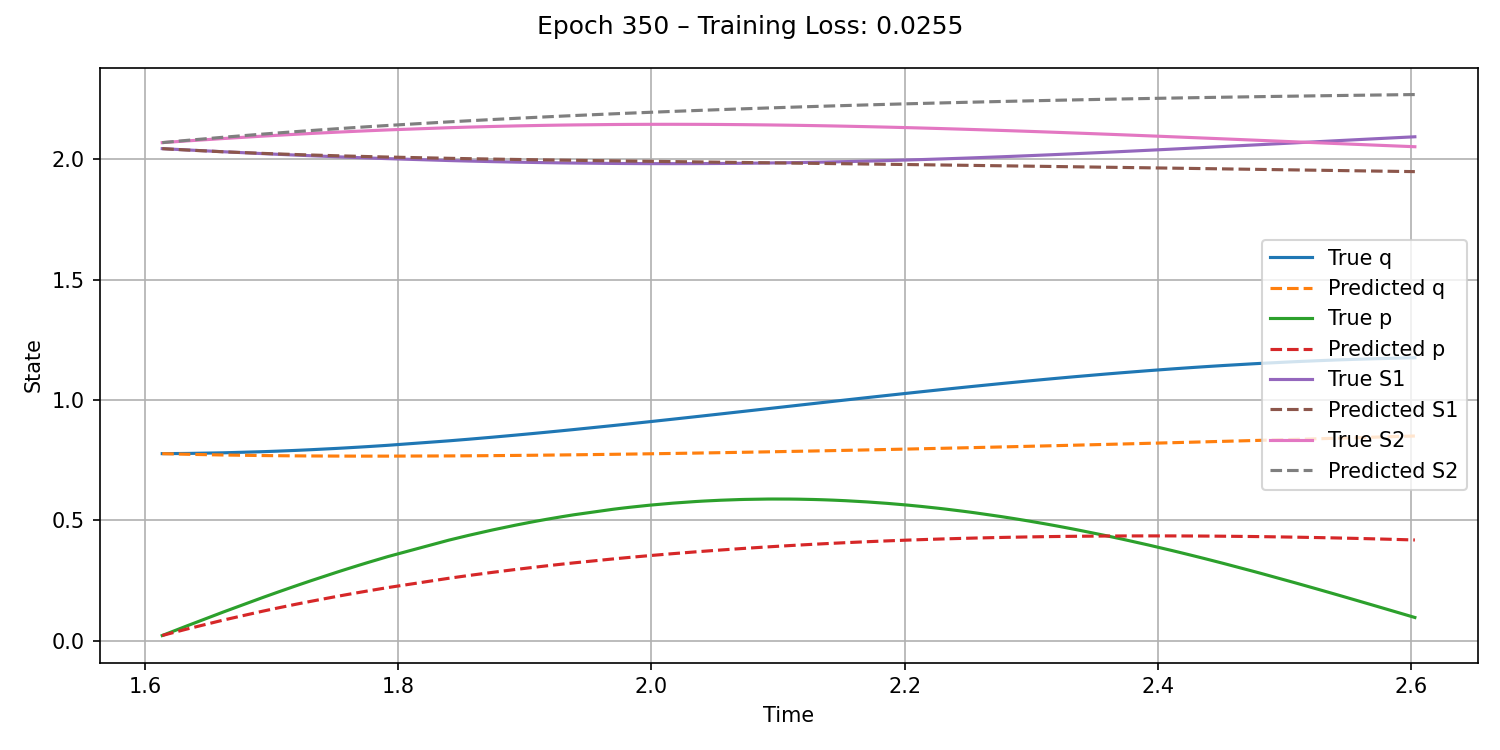 Epoch 350 – Training Loss: 0.0255
State
2.0
1.5
1.0
0.5
0.0
True q
Predicted q
True p
Predicted p
True S1
Predicted S1
True S2
Predicted S2
1.6 1.8 2.0 2.2 2.4 2.6
Time